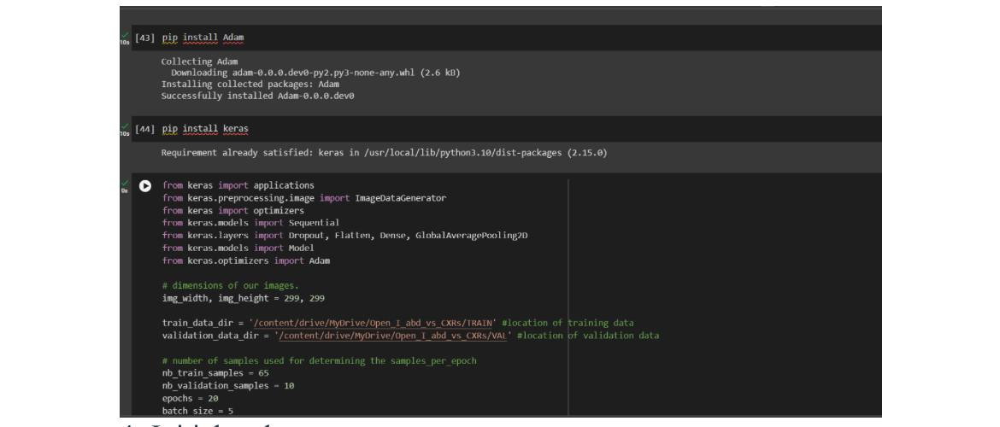 10s [43] pip install Adam
Collecting Adam
Downloading adam-0.0.0.dev0-py2.py3-none-any.whl (2.6 kB)
Installing collected packages: Adam
Successfully installed Adam-0.0.0.dev0
10s [44] pip install keras
Requirement already satisfied: keras in /usr/local/lib/python3.10/dist-packages (2.15.0)
0s from keras import applications
from keras.preprocessing.image import ImageDataGenerator
from keras import optimizers
from keras.models import Sequential
from keras.layers import Dropout, Flatten, Dense, GlobalAveragePooling2D
from keras.models import Model
from keras.optimizers import Adam
# dimensions of our images.
img_width, img_height = 299, 299
train_data_dir = '/content/drive/MyDrive/Open_I_abd_vs_CXRs/TRAIN' #location of training data
validation_data_dir = '/content/drive/MyDrive/Open_I_abd_vs_CXRs/VAL' #location of validation data
# number of samples used for determining the samples_per_epoch
nb_train_samples = 65
nb_validation_samples = 10
epochs = 20
batch_size = 5